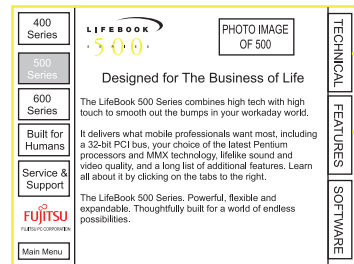 400
Series
500
Series
600
Series
Built for
Humans
Service &
Support
FUJITSU
FUJITSU PC CORPORATION
Main Menu
LIFEBOOK
500
PHOTO IMAGE
OF 500
Designed for The Business of Life
The LifeBook 500 Series combines high tech with high
touch to smooth out the bumps in your workaday world.
It delivers what mobile professionals want most, including
a 32-bit PCI bus, your choice of the latest Pentium
processors and MMX technology, lifelike sound and
video quality, and a long list of additional features. Learn
all about it by clicking on the tabs to the right.
The LifeBook 500 Series. Powerful, flexible and
expandable. Thoughtfully built for a world of endless
possibilities.
TECHNICAL
FEATURES
SOFTWARE